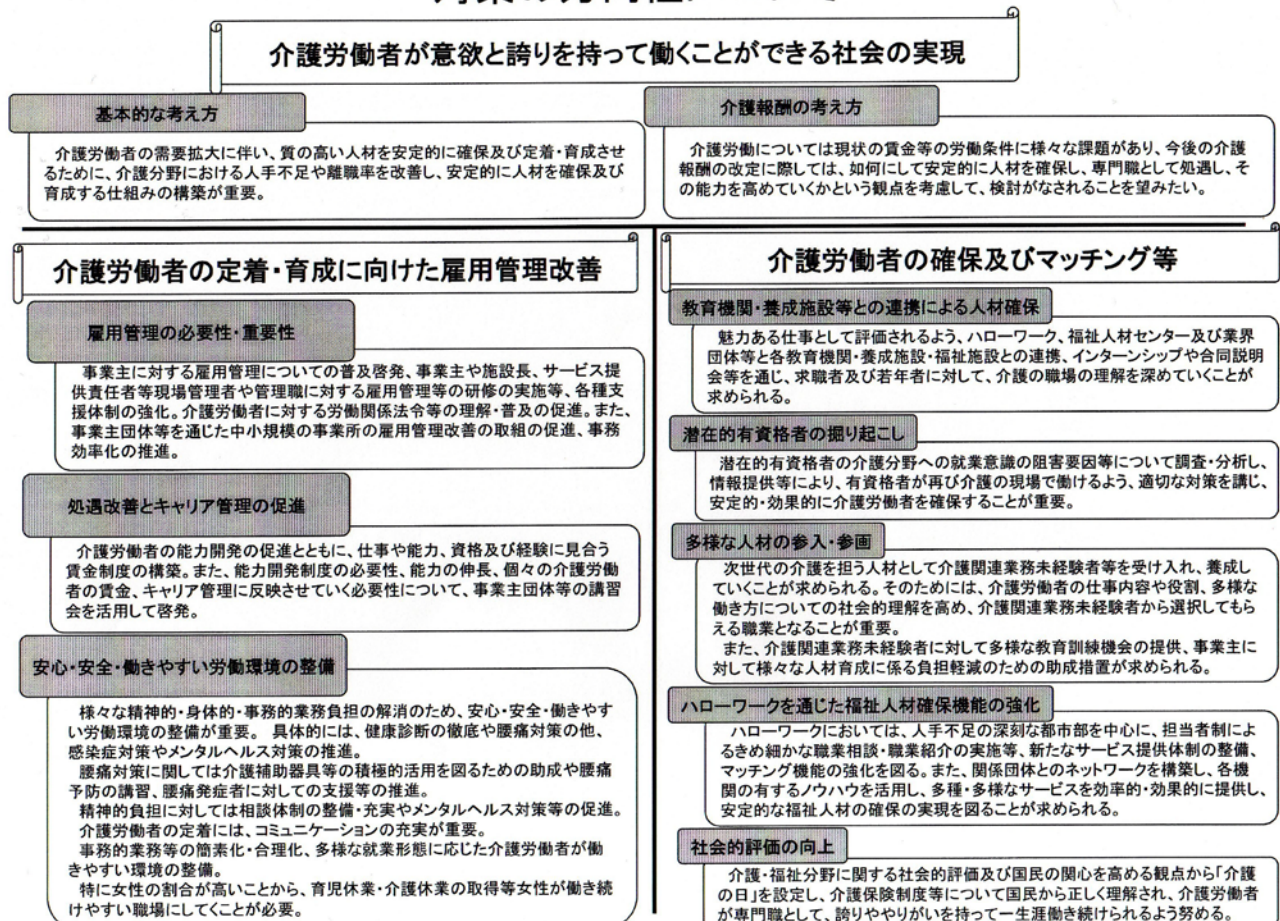 介護労働者が意欲と誇りを持って働くことができる社会の実現
基本的な考え方
介護労働者の需要拡大に伴い、質の高い人材を安定的に確保及び定着・育成させ
るために、介護分野における人手不足や離職率を改善し、安定的に人材を確保及び
育成する仕組みの構築が重要。
介護報酬の考え方
介護労働については現状の賃金等の労働条件に様々な課題があり、今後の介護
報酬の改定に際しては、如何にして安定的に人材を確保し、専門職として処遇し、そ
の能力を高めていくかという観点を考慮して、検討がなされることを望みたい。
介護労働者の定着・育成に向けた雇用管理改善
雇用管理の必要性・重要性
事業主に対する雇用管理についての普及啓発、事業主や施設長、サービス提
供責任者等現場管理者や管理職に対する雇用管理等の研修の実施等、各種支
援体制の強化。介護労働者に対する労働関係法令等の理解・普及の促進。また、
事業主団体等を通じた中小規模の事業所の雇用管理改善の取組の促進、事務
効率化の推進。
処遇改善とキャリア管理の促進
介護労働者の能力開発の促進とともに、仕事や能力、資格及び経験に見合う
賃金制度の構築。また、能力開発制度の必要性、能力の伸長、個々の介護労働
者の賃金、キャリア管理に反映させていく必要性について、事業主団体等の講習
会を活用して啓発。
安心・安全・働きやすい労働環境の整備
様々な精神的・身体的・事務的業務負担の解消のため、安心・安全・働きやす
い労働環境の整備が重要。 具体的には、健康診断の徹底や腰痛対策の他、
感染症対策やメンタルヘルス対策の推進。
腰痛対策に関しては介護補助器具等の積極的活用を図るための助成や腰痛
予防の講習、腰痛発症者に対しての支援等の推進。
精神的負担に対しては相談体制の整備・充実やメンタルヘルス対策等の促進。
介護労働者の定着には、コミュニケーションの充実が重要。
事務的業務等の簡素化・合理化、多様な就業形態に応じた介護労働者が働
きやすい環境の整備。
特に女性の割合が高いことから、育児休業・介護休業の取得等女性が働き続
けやすい職場にしてくことが必要。
介護労働者の確保及びマッチング等
教育機関・養成施設等との連携による人材確保
魅力ある仕事として評価されるよう、ハローワーク、福祉人材センター及び業界
団体等と各教育機関・養成施設・福祉施設との連携、インターンシップや合同説明
会等を通じ、求職者及び若年者に対して、介護の職場の理解を深めていくことが
求められる。
潜在的有資格者の掘り起こし
潜在的有資格者の介護分野への就業意識の阻害要因等について調査・分析し、
情報提供等により、有資格者が再び介護の現場で働けるよう、適切な対策を講じ、
安定的・効果的に介護労働者を確保することが重要。
多様な人材の参入・参画
次世代の介護を担う人材として介護関連業務未経験者等を受け入れ、養成し
ていくことが求められる。そのためには、介護労働者の仕事内容や役割、多様な
働き方についての社会的理解を高め、介護関連業務未経験者から選択してもら
える職業となることが重要。
また、介護関連業務未経験者に対して多様な教育訓練機会の提供、事業主に
対して様々な人材育成に係る負担軽減のための助成措置が求められる。
ハローワークを通じた福祉人材確保機能の強化
ハローワークにおいては、人手不足の深刻な都市部を中心に、担当者制によ
るきめ細かな職業相談・職業紹介の実施等、新たなサービス提供体制の整備、
マッチング機能の強化を図る。また、関係団体とのネットワークを構築し、各機
関の有するノウハウを活用し、多種・多様なサービスを効率的・効果的に提供し、
安定的な福祉人材の確保の実現を図ることが求められる。
社会的評価の向上
介護・福祉分野に関する社会的評価及び国民の関心を高める観点から「介護
の日」を設定し、介護保険制度等について国民から正しく理解され、介護労働者
が専門職として、誇りややりがいを持って一生涯働き続けられるよう努める。